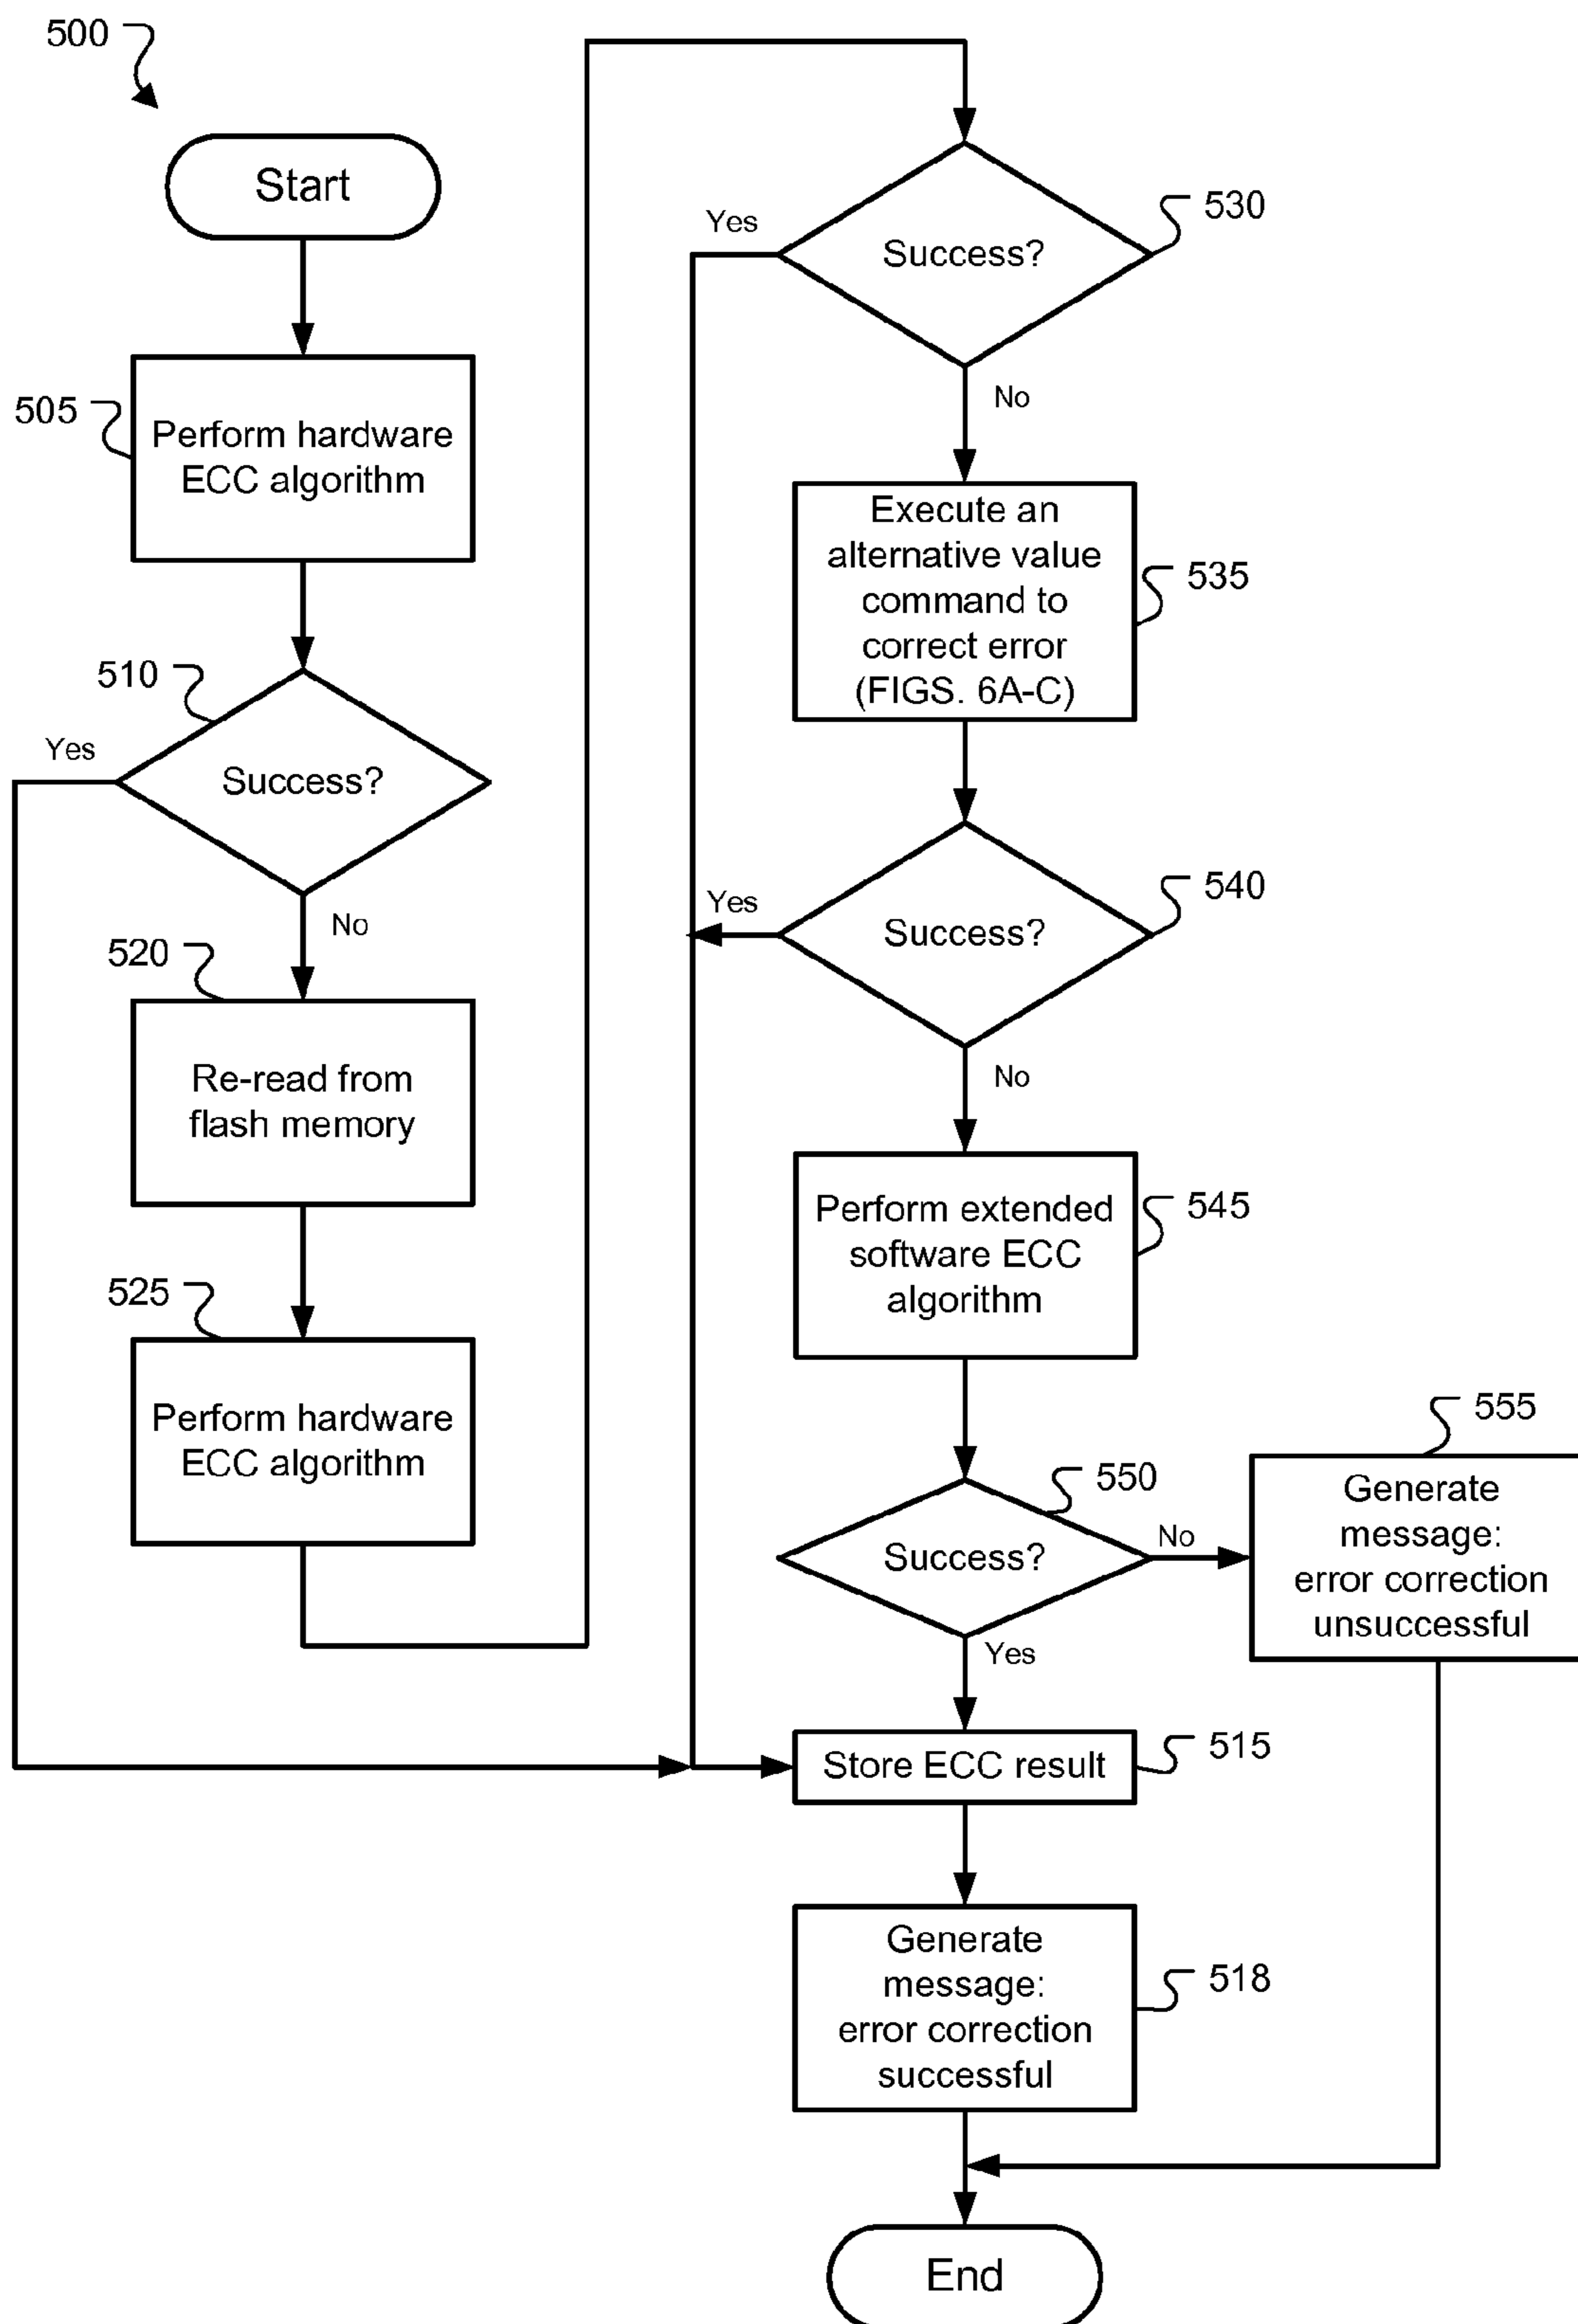 500
Start
505
Perform hardware
ECC algorithm
510
Yes
Success?
No
520
Re-read from
flash memory
525
Perform hardware
ECC algorithm
530
Yes
Success?
No
Execute an
alternative value
command to
correct error
(FIGS. 6A-C)
535
540
Yes
Success?
No
Perform extended
software ECC
algorithm
545
550
Success?
No
Yes
555
Generate
message:
error correction
unsuccessful
Store ECC result
515
Generate
message:
error correction
successful
518
End